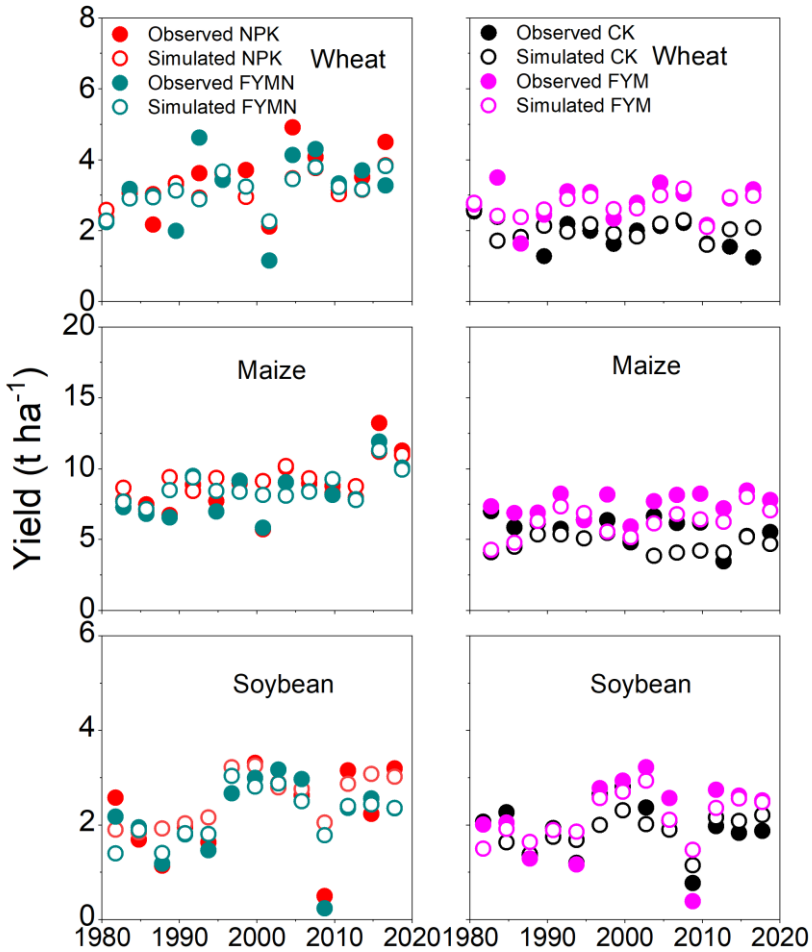 Observed NPK
Simulated NPK
Observed FYMN
Simulated FYMN
Wheat
Observed CK
Simulated CK
Observed FYM
Simulated FYM
Wheat
8
6
4
2
0
Maize
Maize
20
15
10
5
0
Yield (t ha⁻¹)
Soybean
Soybean
6
4
2
0
1980 1990 2000 2010 2020
1980 1990 2000 2010 2020